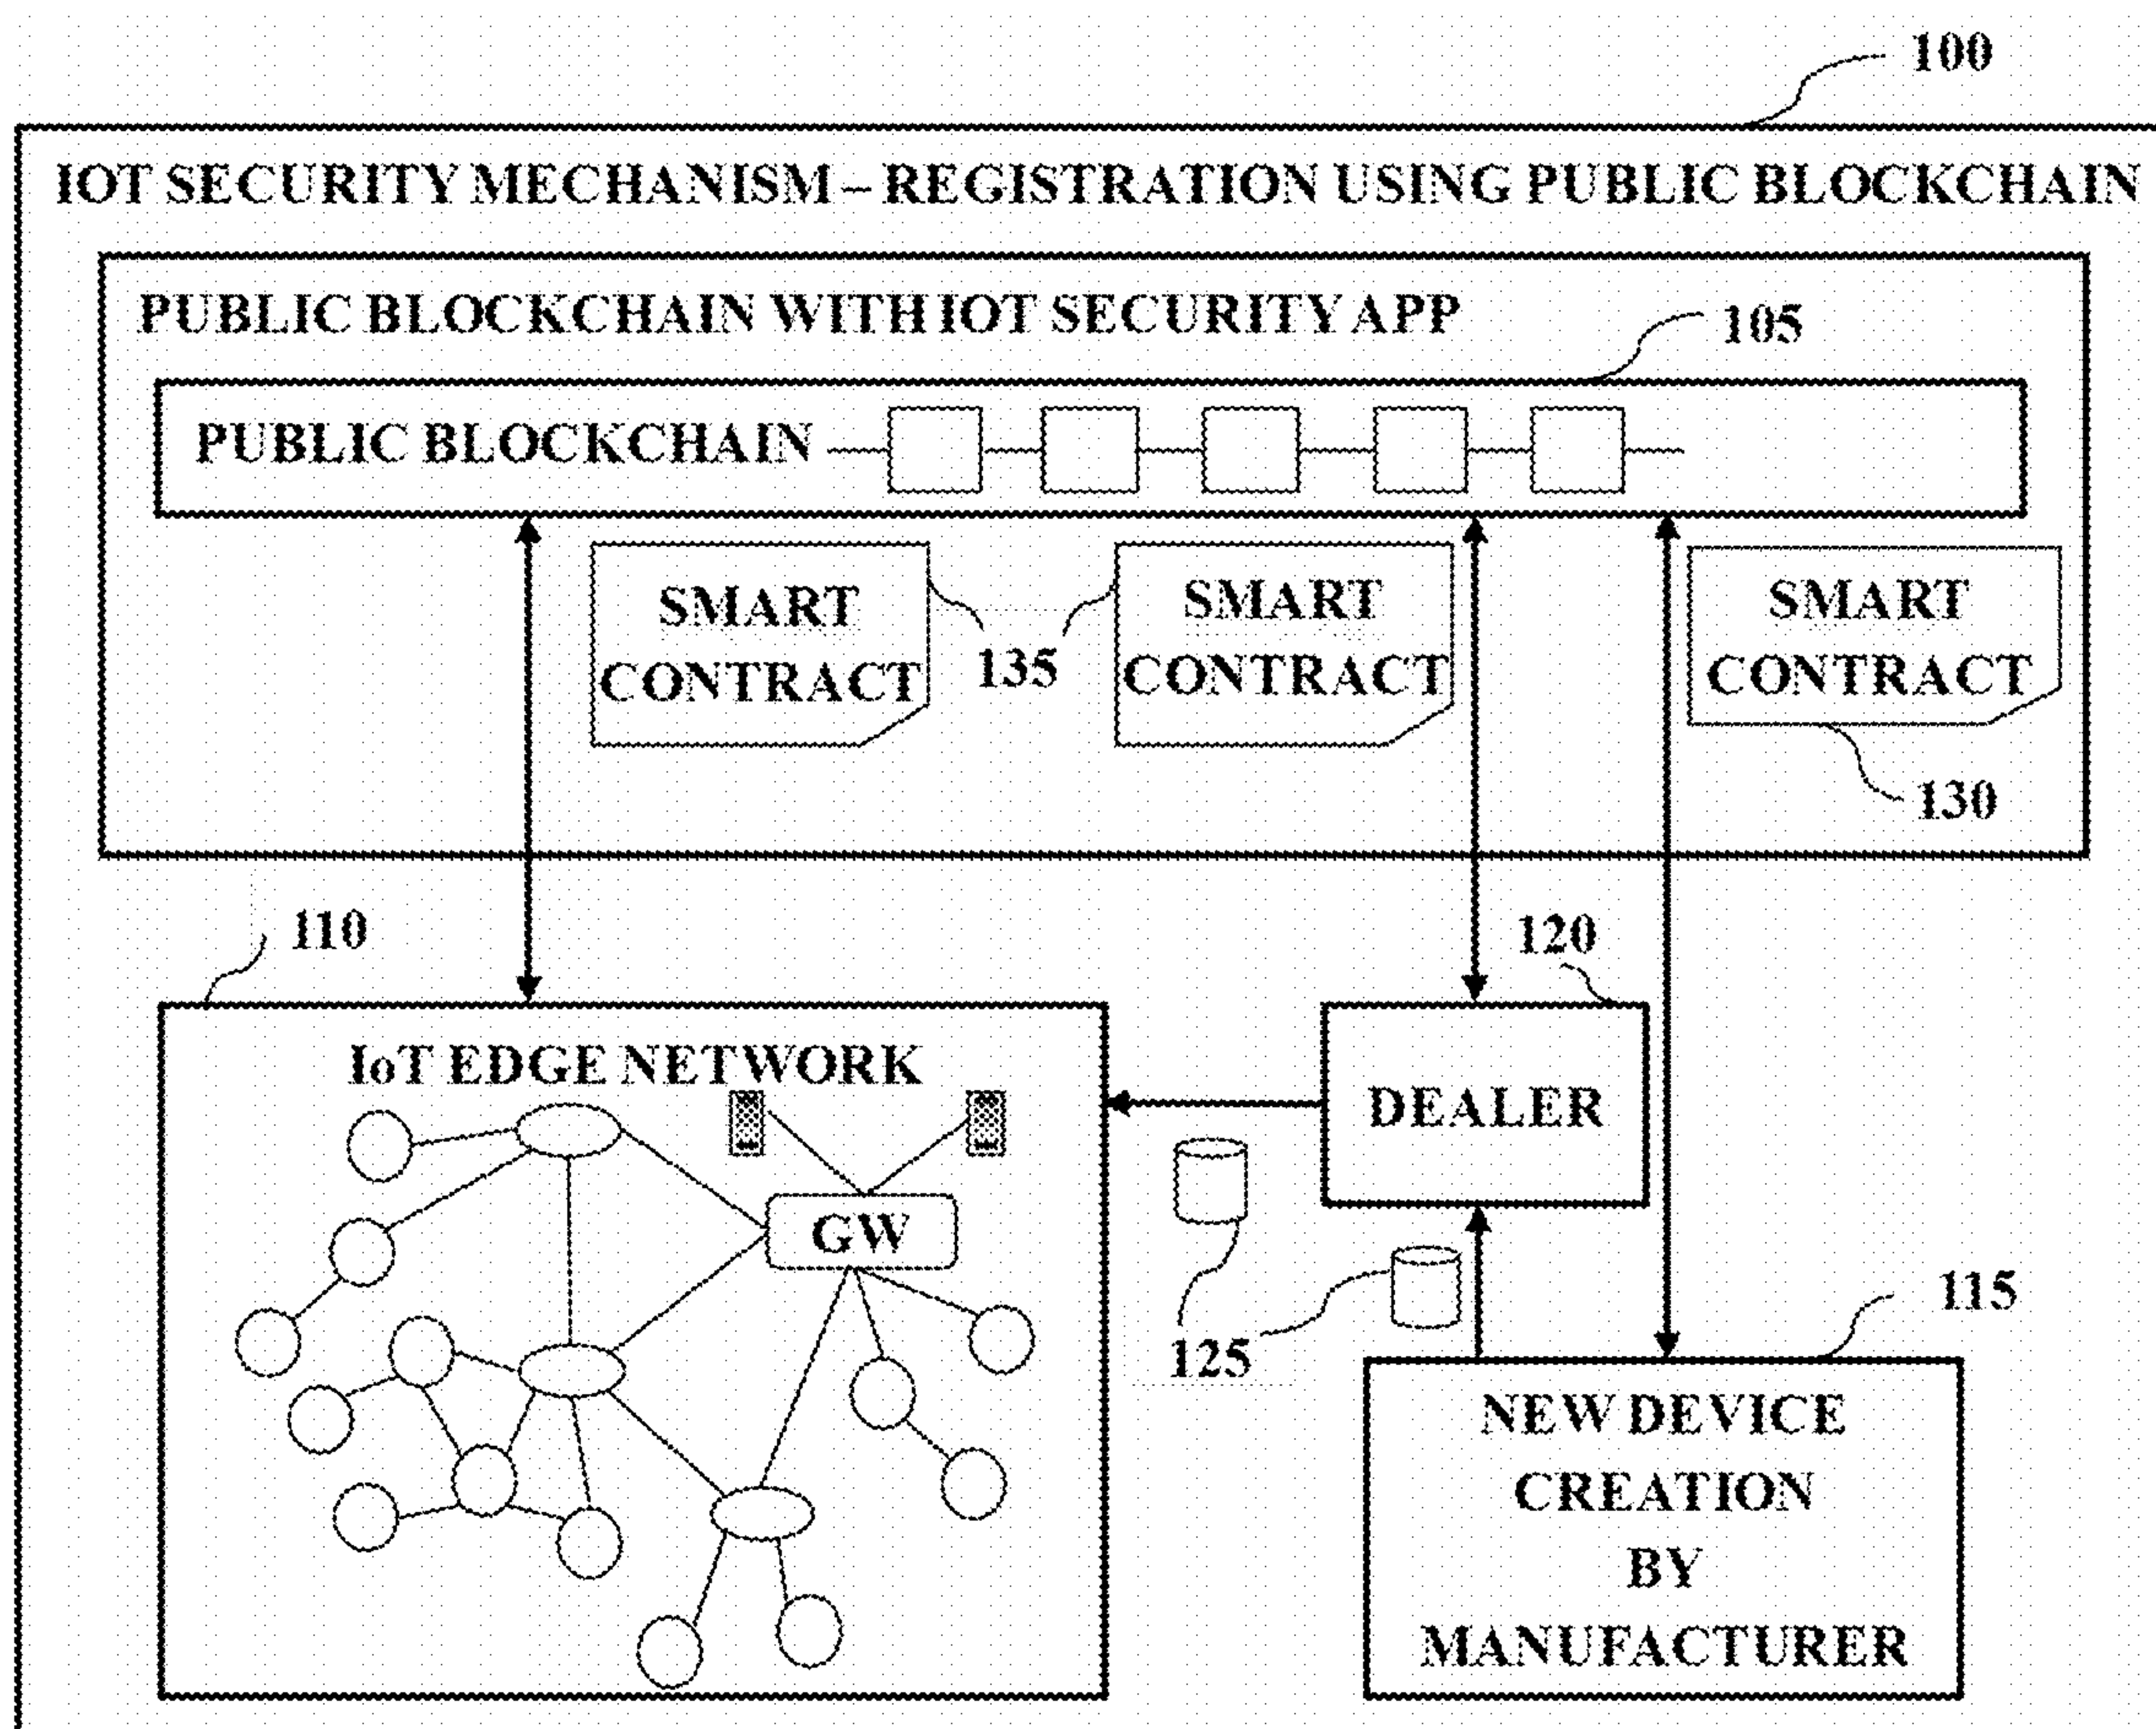 100
IOT SECURITY MECHANISM – REGISTRATION USING PUBLIC BLOCKCHAIN
PUBLIC BLOCKCHAIN WITH IOT SECURITY APP
105
PUBLIC BLOCKCHAIN
SMART
CONTRACT
135
SMART
CONTRACT
SMART
CONTRACT
130
110
120
IoT EDGE NETWORK
DEALER
GW
125
115
NEW DEVICE
CREATION
BY
MANUFACTURER